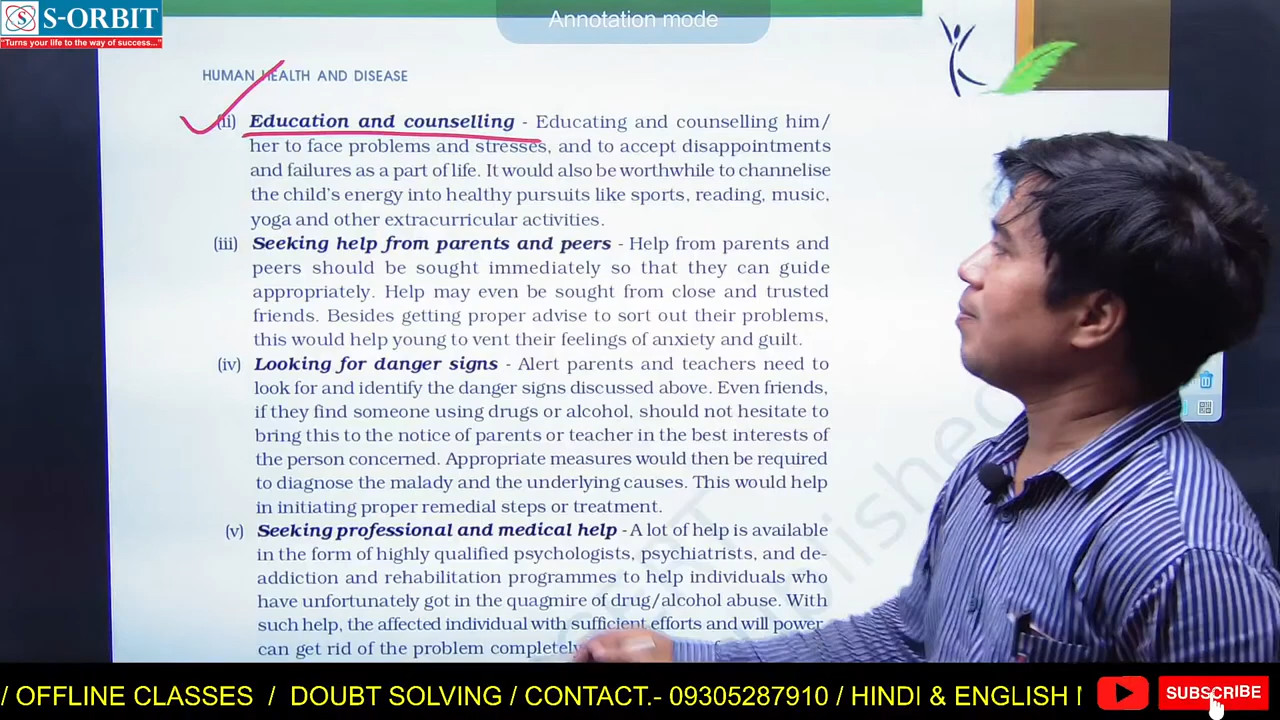 S-ORBIT
"Turns your life to the way of success..."
Annotation mode
HUMAN HEALTH AND DISEASE
(ii) Education and counselling - Educating and counselling him/
her to face problems and stresses, and to accept disappointments
and failures as a part of life. It would also be worthwhile to channelise
the child's energy into healthy pursuits like sports, reading, music,
yoga and other extracurricular activities.
(iii) Seeking help from parents and peers - Help from parents and
peers should be sought immediately so that they can guide
appropriately. Help may even be sought from close and trusted
friends. Besides getting proper advise to sort out their problems,
this would help young to vent their feelings of anxiety and guilt.
(iv) Looking for danger signs - Alert parents and teachers need to
look for and identify the danger signs discussed above. Even friends,
if they find someone using drugs or alcohol, should not hesitate to
bring this to the notice of parents or teacher in the best interests of
the person concerned. Appropriate measures would then be required
to diagnose the malady and the underlying causes. This would help
in initiating proper remedial steps or treatment.
(v) Seeking professional and medical help - A lot of help is available
in the form of highly qualified psychologists, psychiatrists, and de-
addiction and rehabilitation programmes to help individuals who
have unfortunately got in the quagmire of drug/alcohol abuse. With
such help, the affected individual with sufficient efforts and will power,
can get rid of the problem completely
/ OFFLINE CLASSES / DOUBT SOLVING / CONTACT.- 09305287910 / HINDI & ENGLISH
SUBSCRIBE